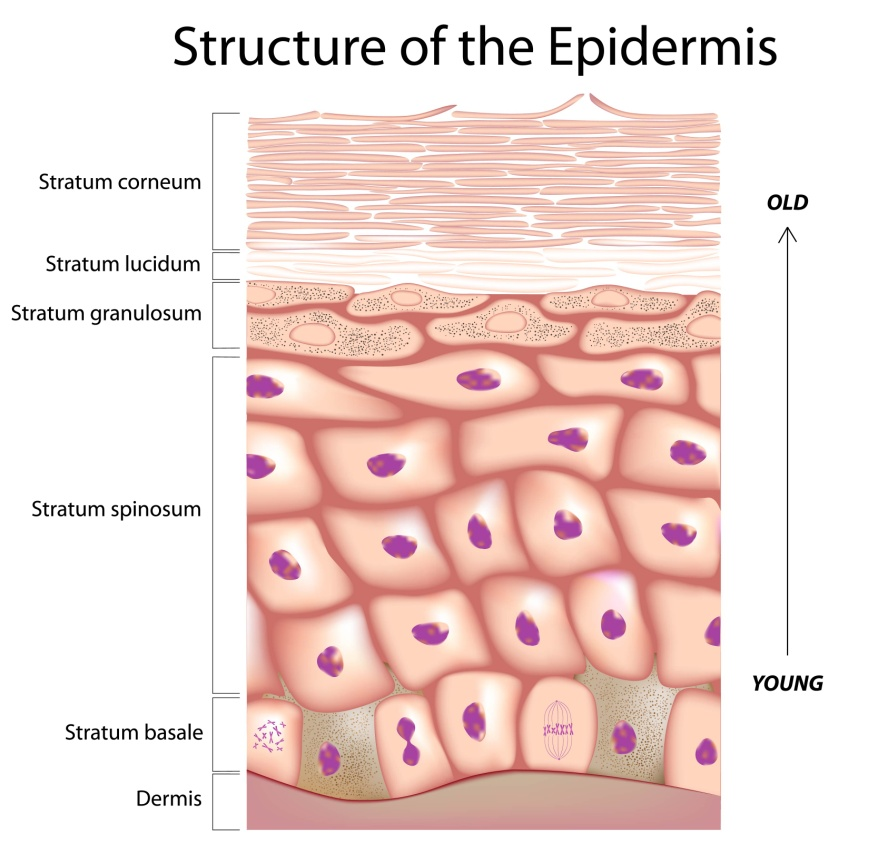 Structure of the Epidermis
Stratum corneum
OLD
Stratum lucidum
Stratum granulosum
Stratum spinosum
YOUNG
Stratum basale
Dermis